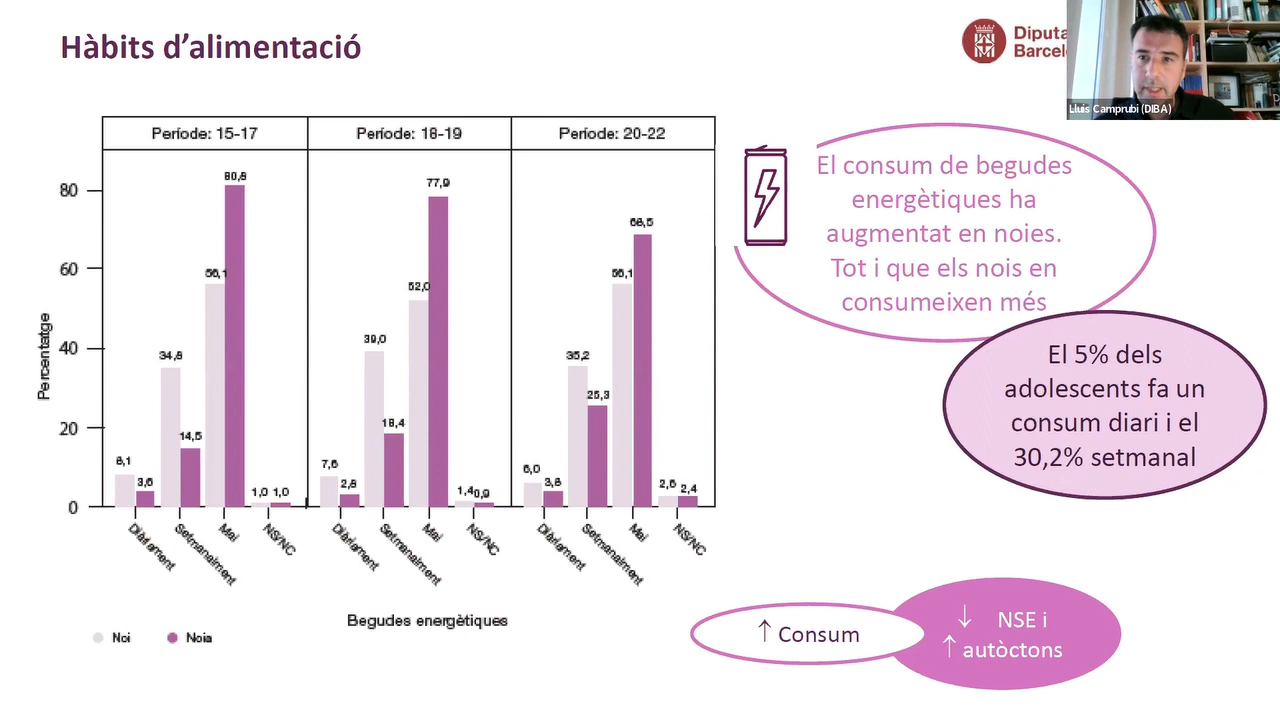 Hàbits d'alimentació
Lluis Camprubi (DIBA)
Període: 15-17
Període: 18-19
Període: 20-22
Percentatge
80
60
40
20
0
8,1
3,6
34,8
14,5
56,1
80,8
1,0
1,0
7,6
2,8
39,0
18,4
52,0
77,9
1,4
0,9
6,0
3,8
35,2
25,3
56,1
68,5
2,6
2,4
Diàriament
Setmanalment
Mai
NS/NC
Diàriament
Setmanalment
Mai
NS/NC
Diàriament
Setmanalment
Mai
NS/NC
Begudes energètiques
Noi
Noia
El consum de begudes
energètiques ha
augmentat en noies.
Tot i que els nois en
consumeixen més
El 5% dels
adolescents fa un
consum diari i el
30,2% setmanal
↑ Consum
↓ NSE i
↑ autòctons